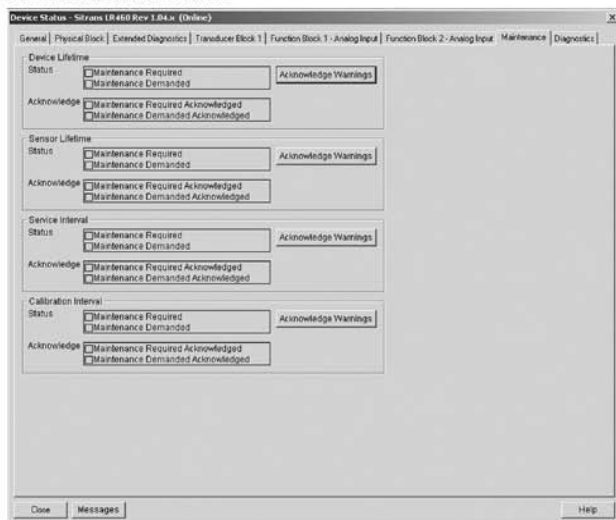 Device Status - Sitrans LR460 Rev 1.04.x (Online)
General | Physical Block | Extended Diagnostics | Transducer Block 1 | Function Block 1 - Analog Input | Function Block 2 - Analog Input | Maintenance | Diagnostics
Device Lifetime
Status
Maintenance Required
Maintenance Demanded
Acknowledge Warnings
Acknowledge
Maintenance Required Acknowledged
Maintenance Demanded Acknowledged
Sensor Lifetime
Status
Maintenance Required
Maintenance Demanded
Acknowledge Warnings
Acknowledge
Maintenance Required Acknowledged
Maintenance Demanded Acknowledged
Service Interval
Status
Maintenance Required
Maintenance Demanded
Acknowledge Warnings
Acknowledge
Maintenance Required Acknowledged
Maintenance Demanded Acknowledged
Calibration Interval
Status
Maintenance Required
Maintenance Demanded
Acknowledge Warnings
Acknowledge
Maintenance Required Acknowledged
Maintenance Demanded Acknowledged
Close
Messages
Help